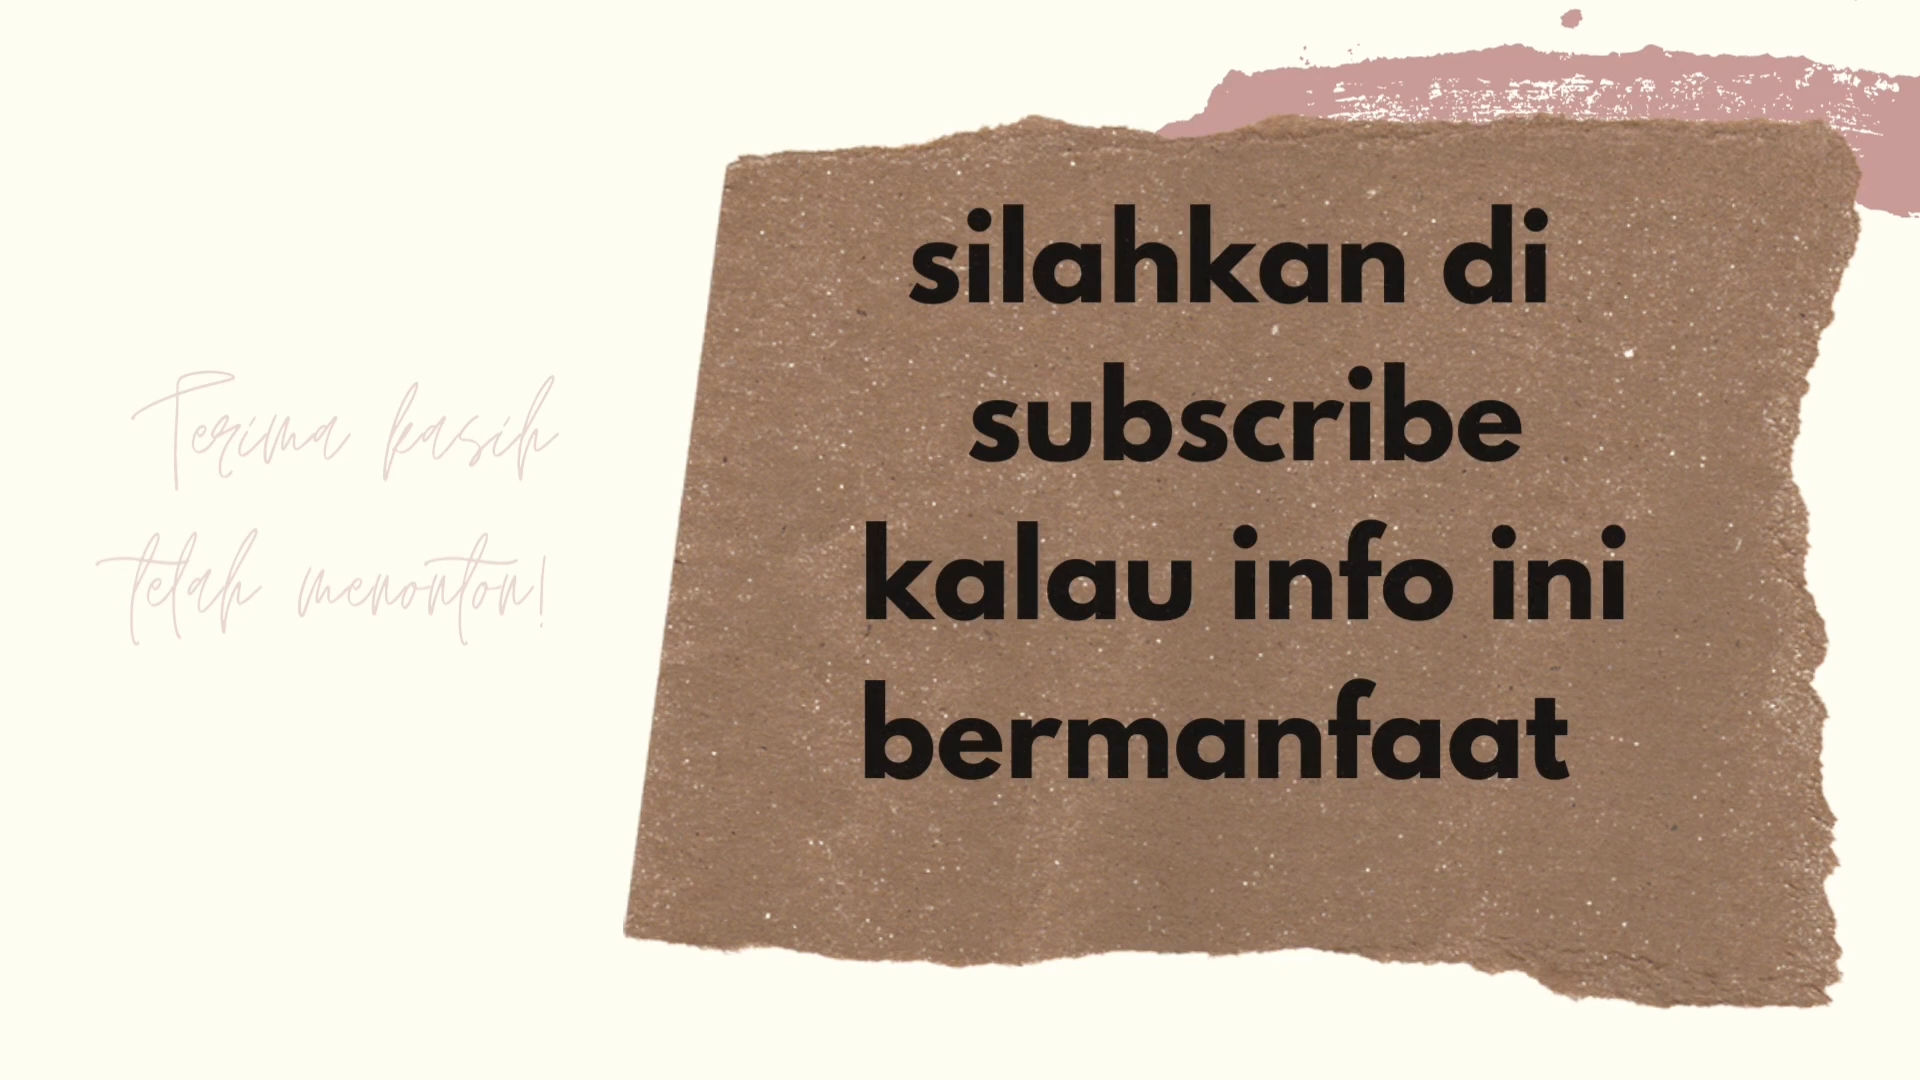 Terima kasih
telah menonton!
silahkan di
subscribe
kalau info ini
bermanfaat